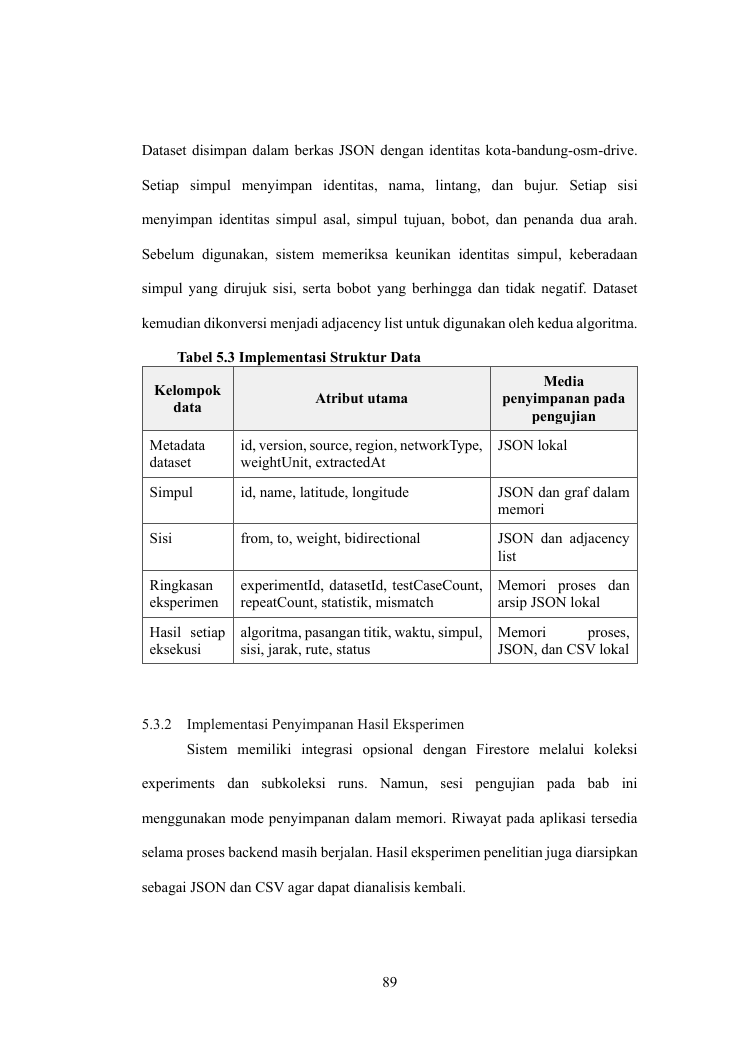 Dataset disimpan dalam berkas JSON dengan identitas kota-bandung-osm-drive.
Setiap simpul menyimpan identitas, nama, lintang, dan bujur. Setiap sisi
menyimpan identitas simpul asal, simpul tujuan, bobot, dan penanda dua arah.
Sebelum digunakan, sistem memeriksa keunikan identitas simpul, keberadaan
simpul yang dirujuk sisi, serta bobot yang berhingga dan tidak negatif. Dataset
kemudian dikonversi menjadi adjacency list untuk digunakan oleh kedua algoritma.
Tabel 5.3 Implementasi Struktur Data
Kelompok
data
Atribut utama
Media
penyimpanan pada
pengujian
Metadata
dataset
id, version, source, region, networkType,
weightUnit, extractedAt
JSON lokal
Simpul
id, name, latitude, longitude
JSON dan graf dalam
memori
Sisi
from, to, weight, bidirectional
JSON dan adjacency
list
Ringkasan
eksperimen
experimentId, datasetId, testCaseCount,
repeatCount, statistik, mismatch
Memori proses dan
arsip JSON lokal
Hasil setiap
eksekusi
algoritma, pasangan titik, waktu, simpul,
sisi, jarak, rute, status
Memori proses,
JSON, dan CSV lokal
5.3.2 Implementasi Penyimpanan Hasil Eksperimen
Sistem memiliki integrasi opsional dengan Firestore melalui koleksi
experiments dan subkoleksi runs. Namun, sesi pengujian pada bab ini
menggunakan mode penyimpanan dalam memori. Riwayat pada aplikasi tersedia
selama proses backend masih berjalan. Hasil eksperimen penelitian juga diarsipkan
sebagai JSON dan CSV agar dapat dianalisis kembali.
89